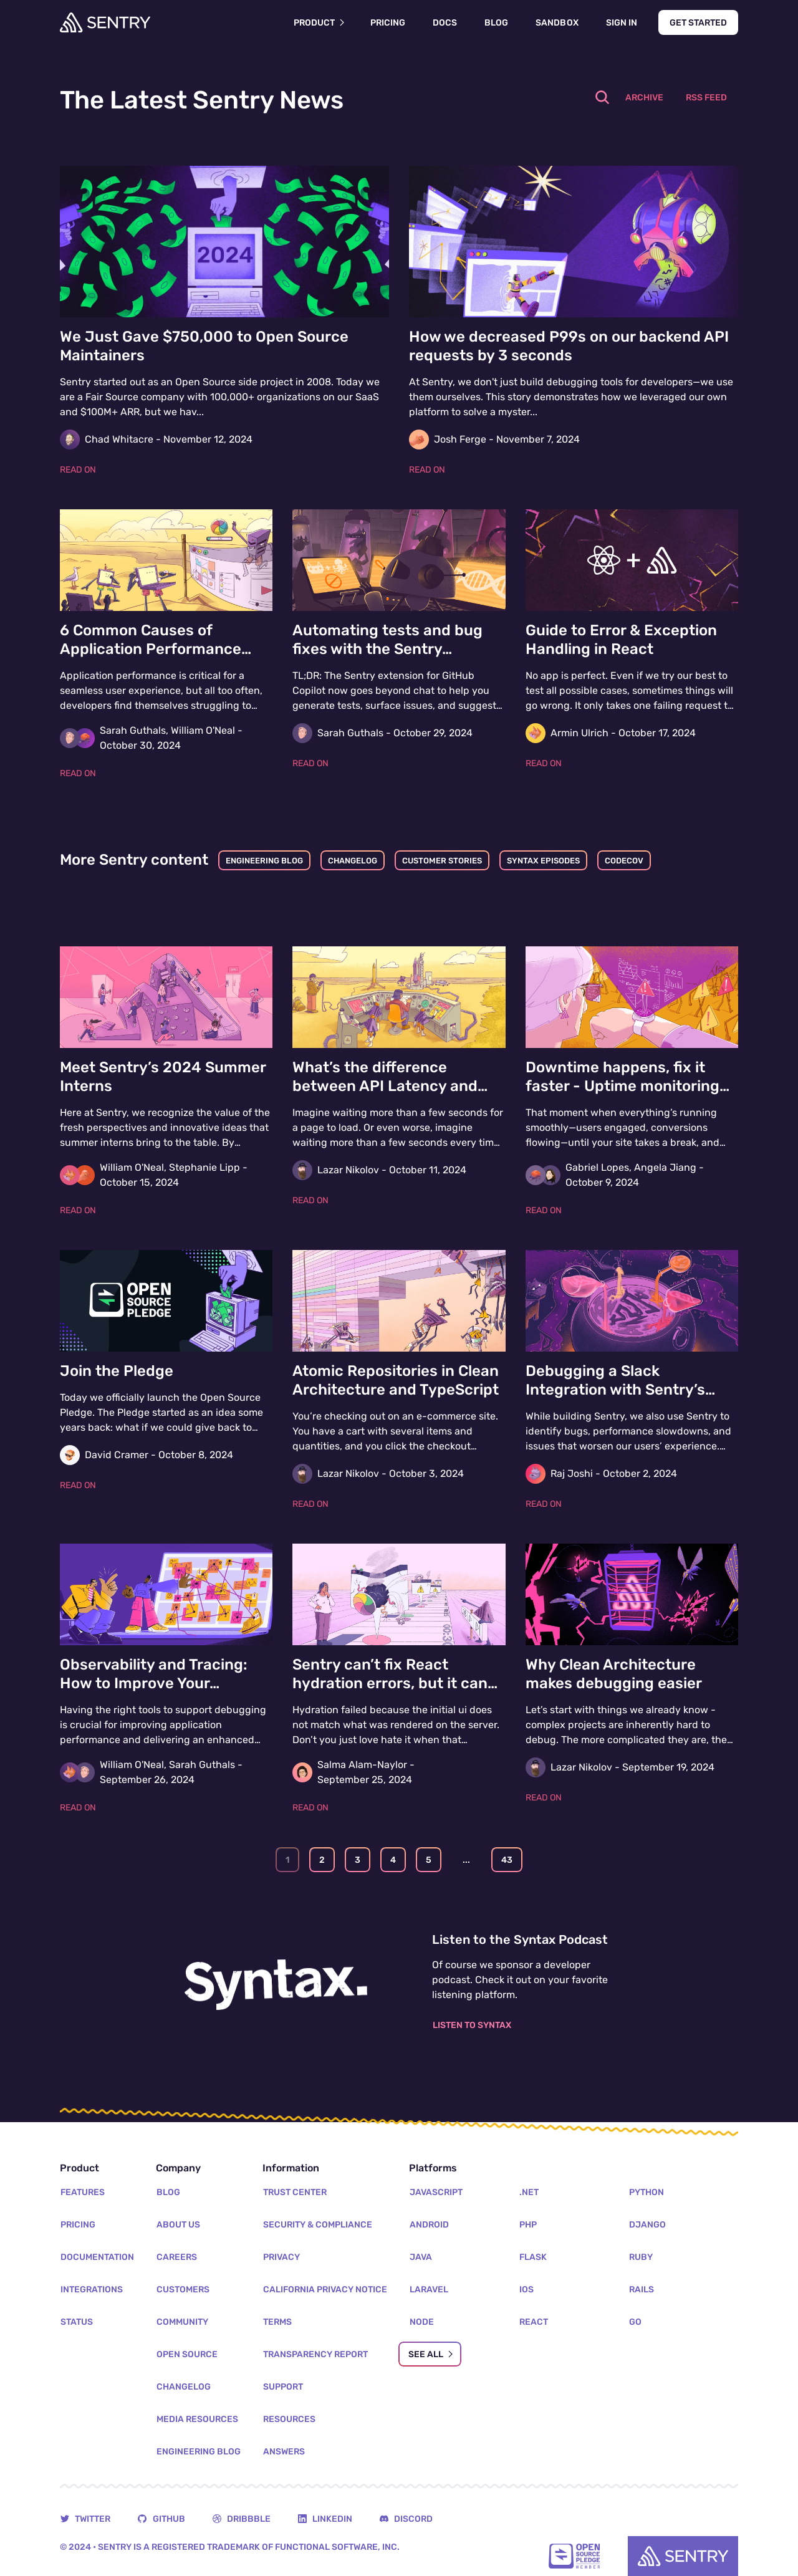 SENTRY
PRODUCT
PRICING
DOCS
BLOG
SANDBOX
SIGN IN
GET STARTED
The Latest Sentry News
ARCHIVE
RSS FEED
2024
We Just Gave $750,000 to Open Source
Maintainers
Sentry started out as an Open Source side project in 2008. Today we
are a Fair Source company with 100,000+ organizations on our SaaS
and $100M+ ARR, but we hav...
Chad Whitacre - November 12, 2024
READ ON
How we decreased P99s on our backend API
requests by 3 seconds
At Sentry, we don't just build debugging tools for developers—we use
them ourselves. This story demonstrates how we leveraged our own
platform to solve a myster...
Josh Ferge - November 7, 2024
READ ON
6 Common Causes of
Application Performance…
Application performance is critical for a
seamless user experience, but all too often,
developers find themselves struggling to…
Sarah Guthals, William O'Neal -
October 30, 2024
READ ON
Automating tests and bug
fixes with the Sentry…
TL;DR: The Sentry extension for GitHub
Copilot now goes beyond chat to help you
generate tests, surface issues, and suggest…
Sarah Guthals - October 29, 2024
READ ON
+
Guide to Error & Exception
Handling in React
No app is perfect. Even if we try our best to
test all possible cases, sometimes things will
go wrong. It only takes one failing request t…
Armin Ulrich - October 17, 2024
READ ON
More Sentry content
ENGINEERING BLOG
CHANGELOG
CUSTOMER STORIES
SYNTAX EPISODES
CODECOV
Meet Sentry's 2024 Summer
Interns
Here at Sentry, we recognize the value of the
fresh perspectives and innovative ideas that
summer interns bring to the table. By…
William O'Neal, Stephanie Lipp -
October 15, 2024
READ ON
What's the difference
between API Latency and…
Imagine waiting more than a few seconds for
a page to load. Or even worse, imagine
waiting more than a few seconds every tim…
Lazar Nikolov - October 11, 2024
READ ON
Downtime happens, fix it
faster - Uptime monitoring…
That moment when everything's running
smoothly—users engaged, conversions
flowing—until your site takes a break, and…
Gabriel Lopes, Angela Jiang -
October 9, 2024
READ ON
OPEN
SOURCE
PLEDGE
Join the Pledge
Today we officially launch the Open Source
Pledge. The Pledge started as an idea some
years back: what if we could give back to…
David Cramer - October 8, 2024
READ ON
Atomic Repositories in Clean
Architecture and TypeScript
You're checking out on an e-commerce site.
You have a cart with several items and
quantities, and you click the checkout…
Lazar Nikolov - October 3, 2024
READ ON
Debugging a Slack
Integration with Sentry's…
While building Sentry, we also use Sentry to
identify bugs, performance slowdowns, and
issues that worsen our users' experience.…
Raj Joshi - October 2, 2024
READ ON
Observability and Tracing:
How to Improve Your…
Having the right tools to support debugging
is crucial for improving application
performance and delivering an enhanced…
William O'Neal, Sarah Guthals -
September 26, 2024
READ ON
Sentry can't fix React
hydration errors, but it can…
Hydration failed because the initial ui does
not match what was rendered on the server.
Don't you just love hate it when that…
Salma Alam-Naylor -
September 25, 2024
READ ON
Why Clean Architecture
makes debugging easier
Let's start with things we already know -
complex projects are inherently hard to
debug. The more complicated they are, the…
Lazar Nikolov - September 19, 2024
READ ON
1
2
3
4
5
...
43
Syntax.
Listen to the Syntax Podcast
Of course we sponsor a developer
podcast. Check it out on your favorite
listening platform.
LISTEN TO SYNTAX
Product
FEATURES
PRICING
DOCUMENTATION
INTEGRATIONS
STATUS
Company
BLOG
ABOUT US
CAREERS
CUSTOMERS
COMMUNITY
OPEN SOURCE
CHANGELOG
MEDIA RESOURCES
ENGINEERING BLOG
Information
TRUST CENTER
SECURITY & COMPLIANCE
PRIVACY
CALIFORNIA PRIVACY NOTICE
TERMS
TRANSPARENCY REPORT
SUPPORT
RESOURCES
ANSWERS
Platforms
JAVASCRIPT
ANDROID
JAVA
LARAVEL
NODE
SEE ALL
.NET
PHP
FLASK
IOS
REACT
PYTHON
DJANGO
RUBY
RAILS
GO
TWITTER
GITHUB
DRIBBBLE
LINKEDIN
DISCORD
© 2024 • SENTRY IS A REGISTERED TRADEMARK OF FUNCTIONAL SOFTWARE, INC.
OPEN
SOURCE
PLEDGE
MEMBER
SENTRY